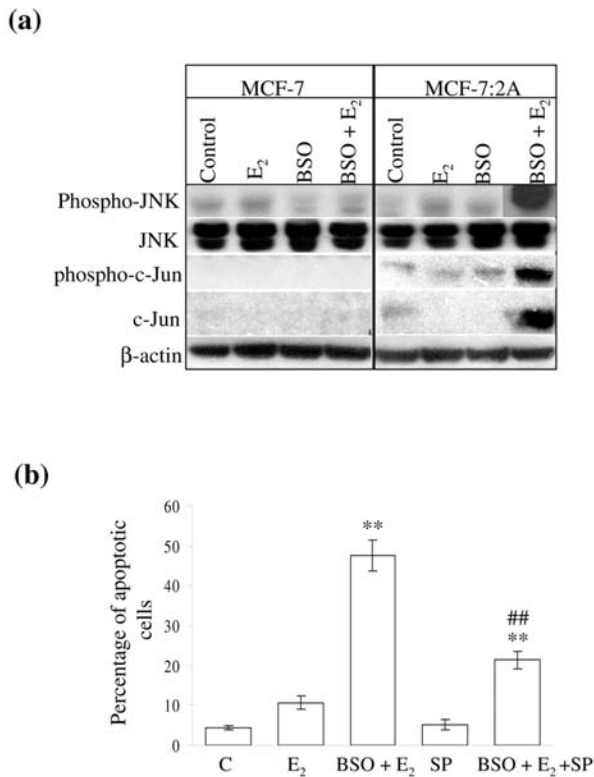 (a)
MCF-7 MCF-7:2A
Control E₂ BSO BSO + E₂ Control E₂ BSO BSO + E₂
Phospho-JNK
JNK
phospho-c-Jun
c-Jun
β-actin
(b)
Percentage of apoptotic
cells
60
50
40
30
20
10
0
**
##
**
C E₂ BSO + E₂ SP BSO + E₂ +SP